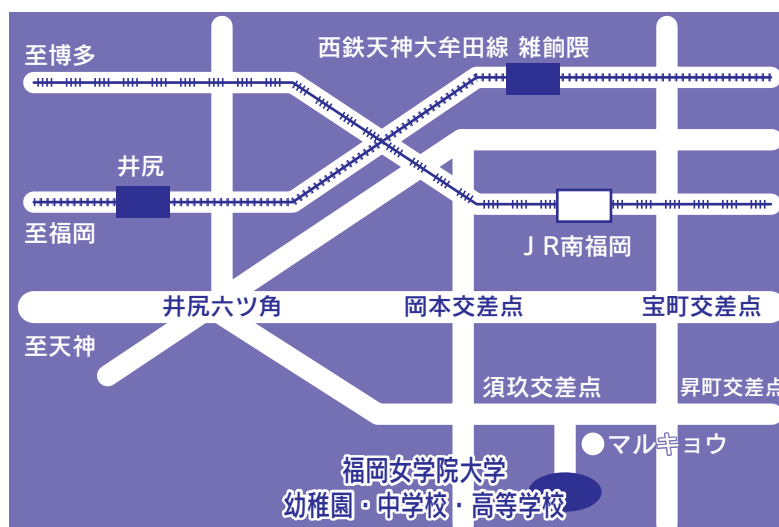 至博多
西鉄天神大牟田線 雑餉隈
井尻
至福岡
ＪR南福岡
井尻六ツ角
岡本交差点
宝町交差点
至天神
須玖交差点
昇町交差点
●マルキョウ
福岡女学院大学
幼稚園・中学校・高等学校